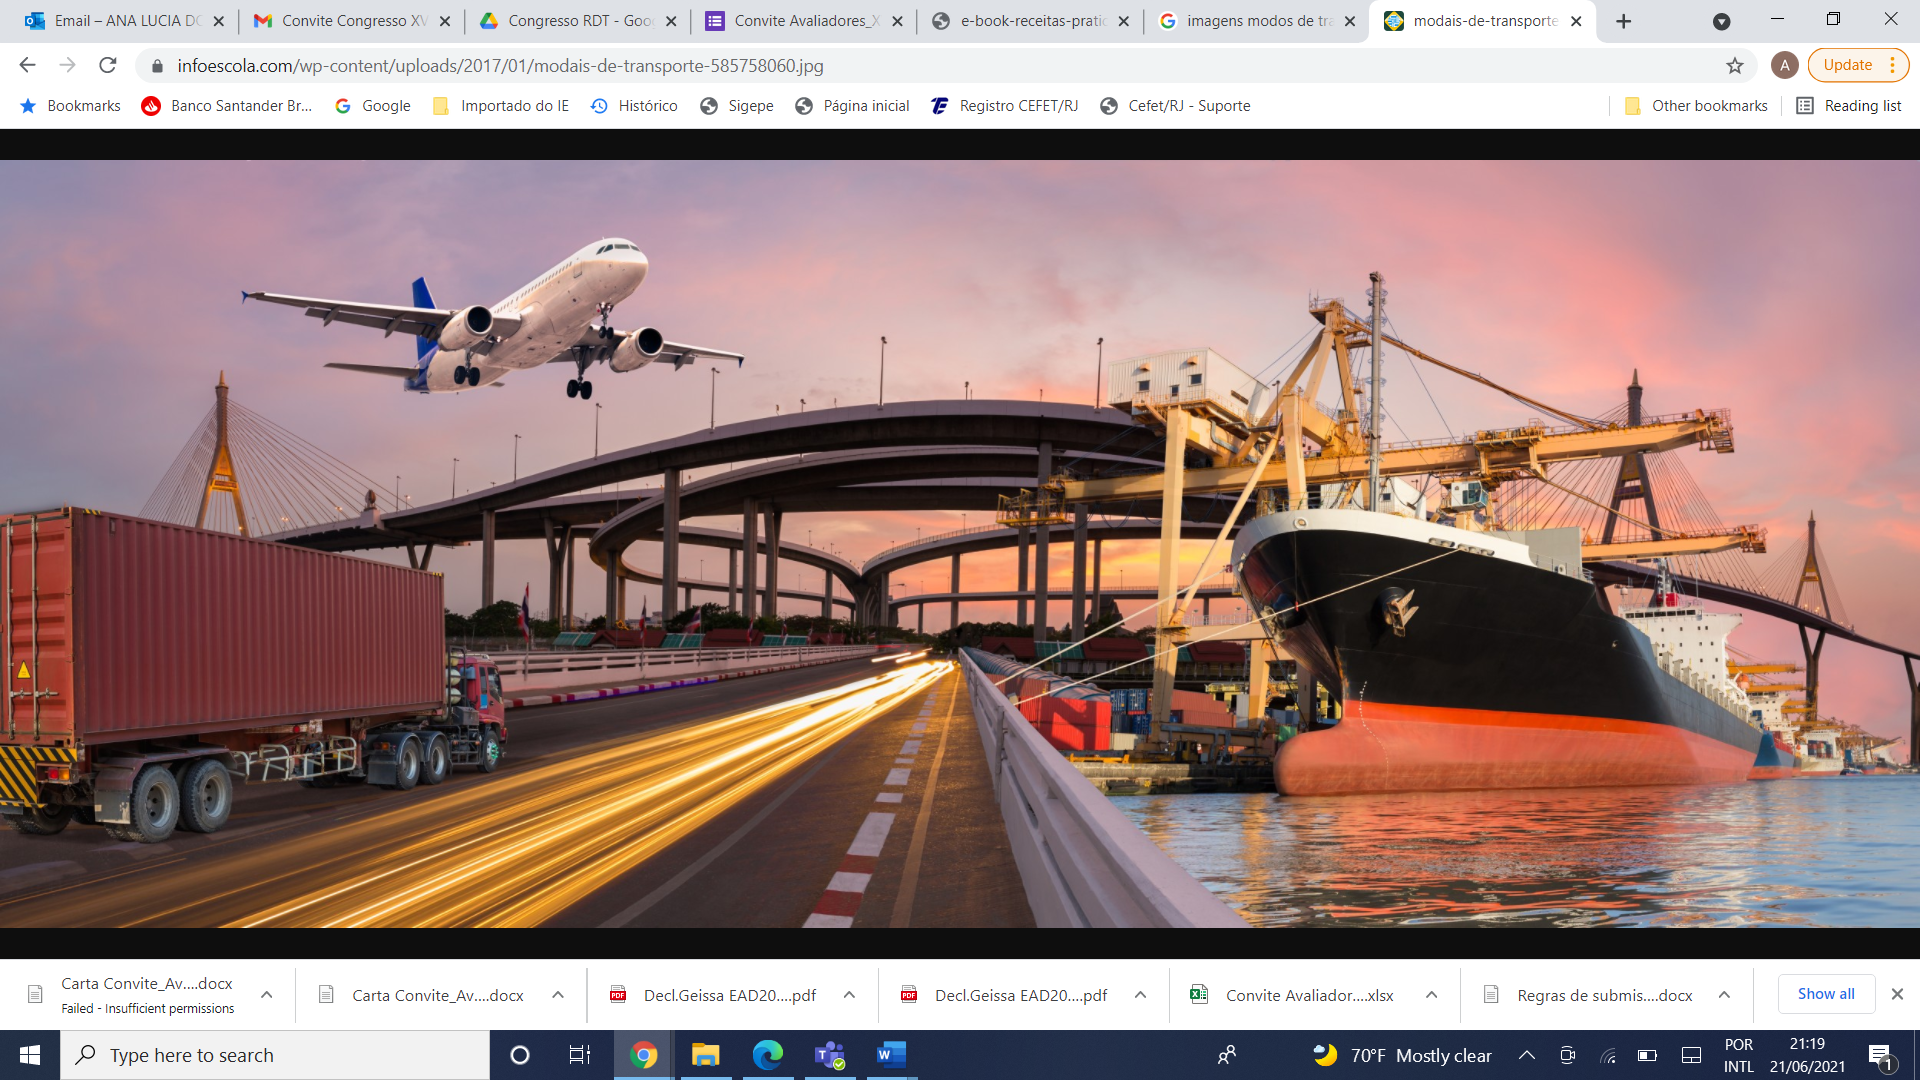 Email – ANA LUCIA DO
Convite Congresso XV
Congresso RDT - Goo
Convite Avaliadores_X
e-book-receitas-pratic
imagens modos de tra
modais-de-transporte
infoescola.com/wp-content/uploads/2017/01/modais-de-transporte-585758060.jpg
A
Update
Bookmarks
Banco Santander Br...
Google
Importado do IE
Histórico
Sigepe
Página inicial
Registro CEFET/RJ
Cefet/RJ - Suporte
Other bookmarks
Reading list
Carta Convite_Av....docx
Failed - Insufficient permissions
Carta Convite_Av....docx
Decl.Geissa EAD20....pdf
Decl.Geissa EAD20....pdf
Convite Avaliador....xlsx
Regras de submis....docx
Show all
Type here to search
70°F Mostly clear
POR
INTL
21:19
21/06/2021
1